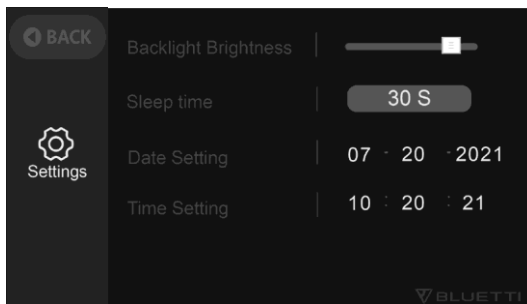 BACK
Backlight Brightness
Sleep time 30 S
Settings
Date Setting 07 - 20 - 2021
Time Setting 10 : 20 : 21
BLUETTI